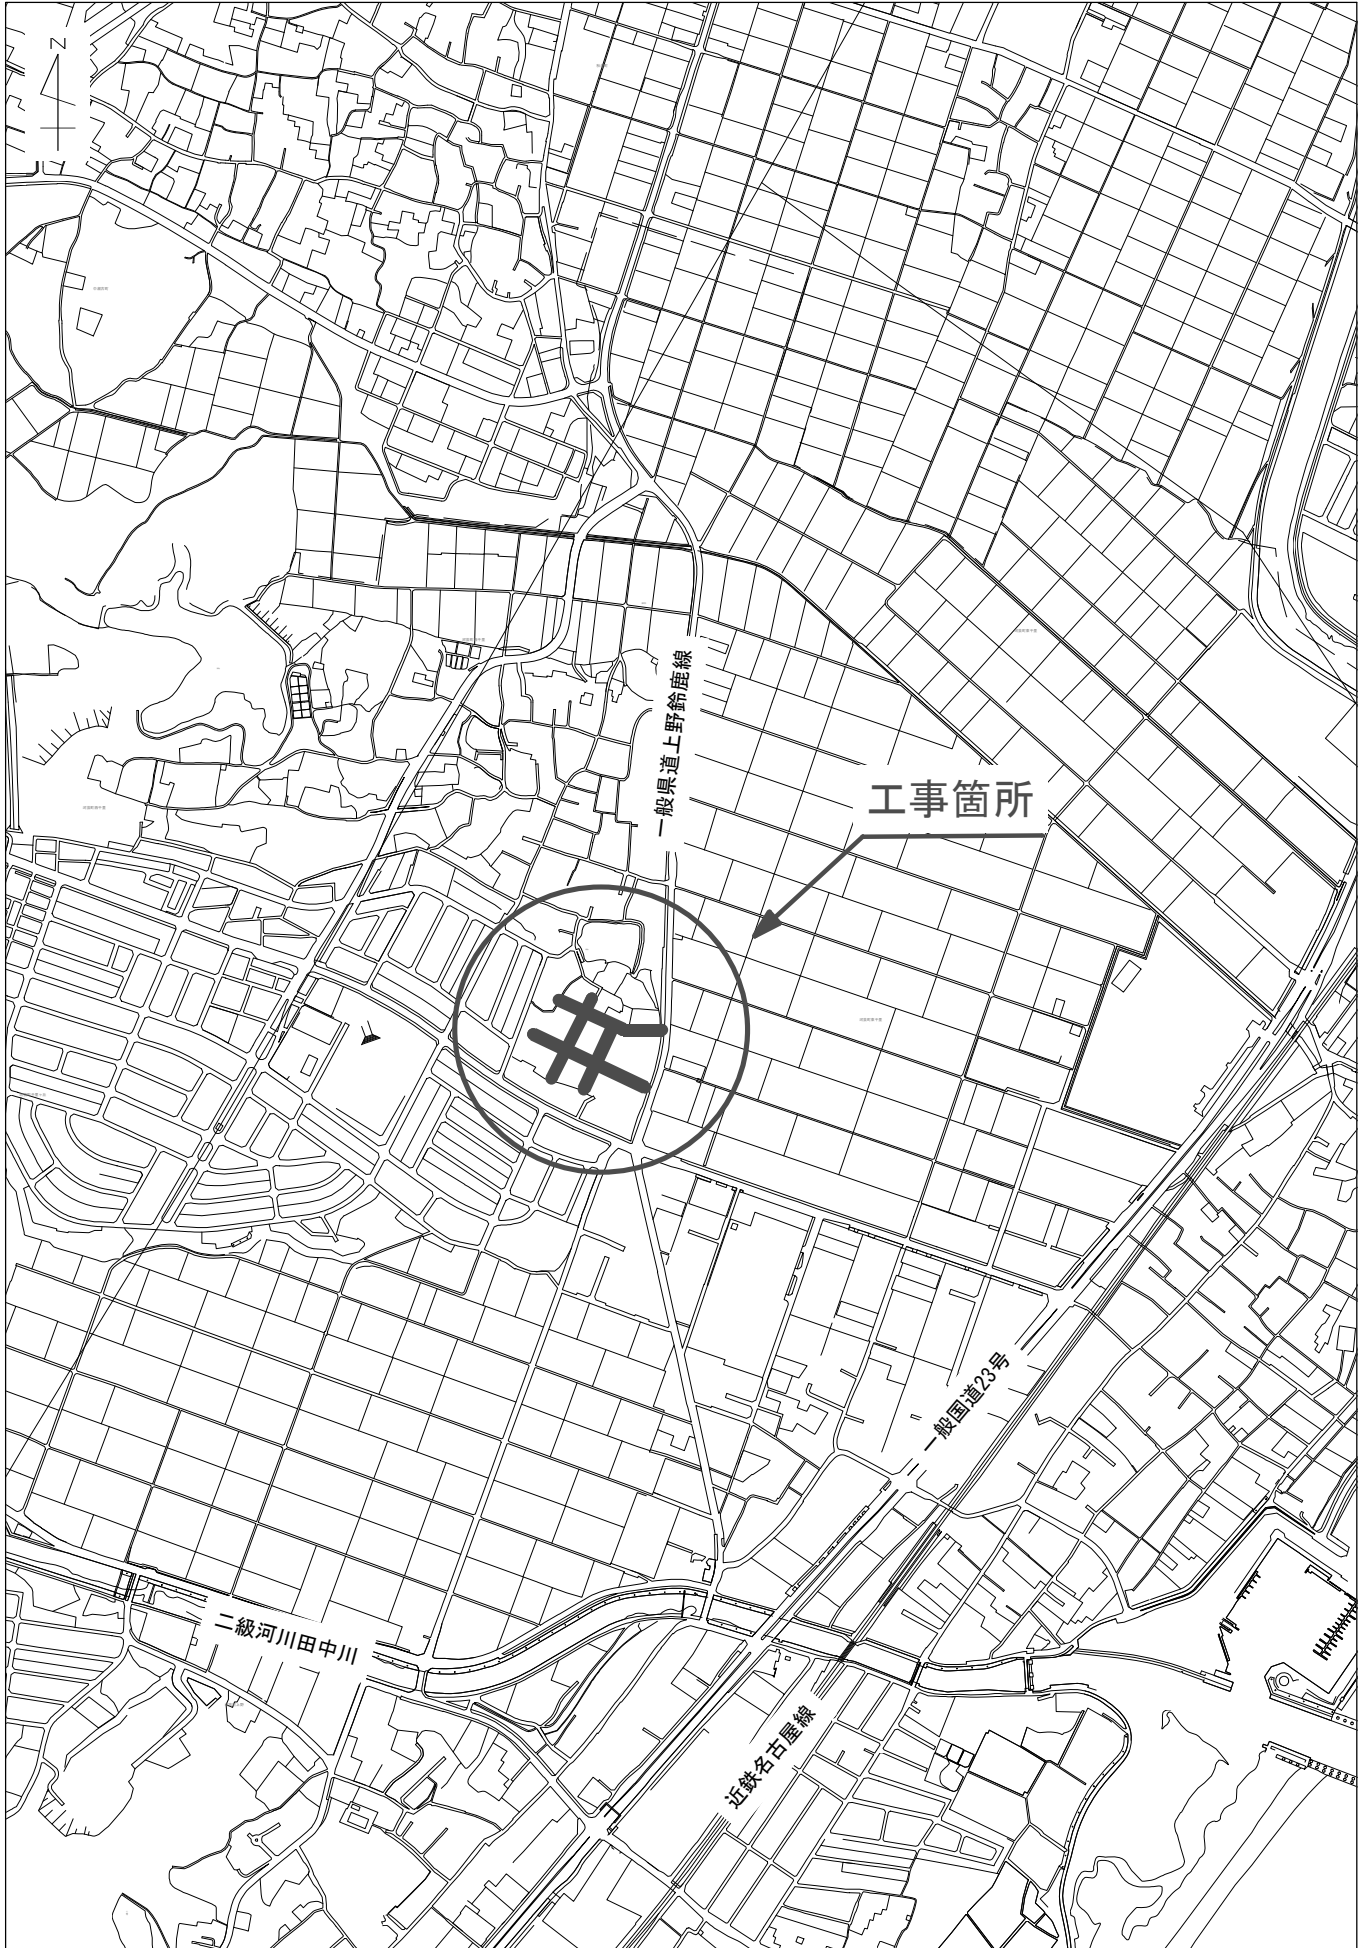 N
一般県道上野鈴鹿線
工事箇所
一般国道23号
二級河川田中川
近鉄名古屋線